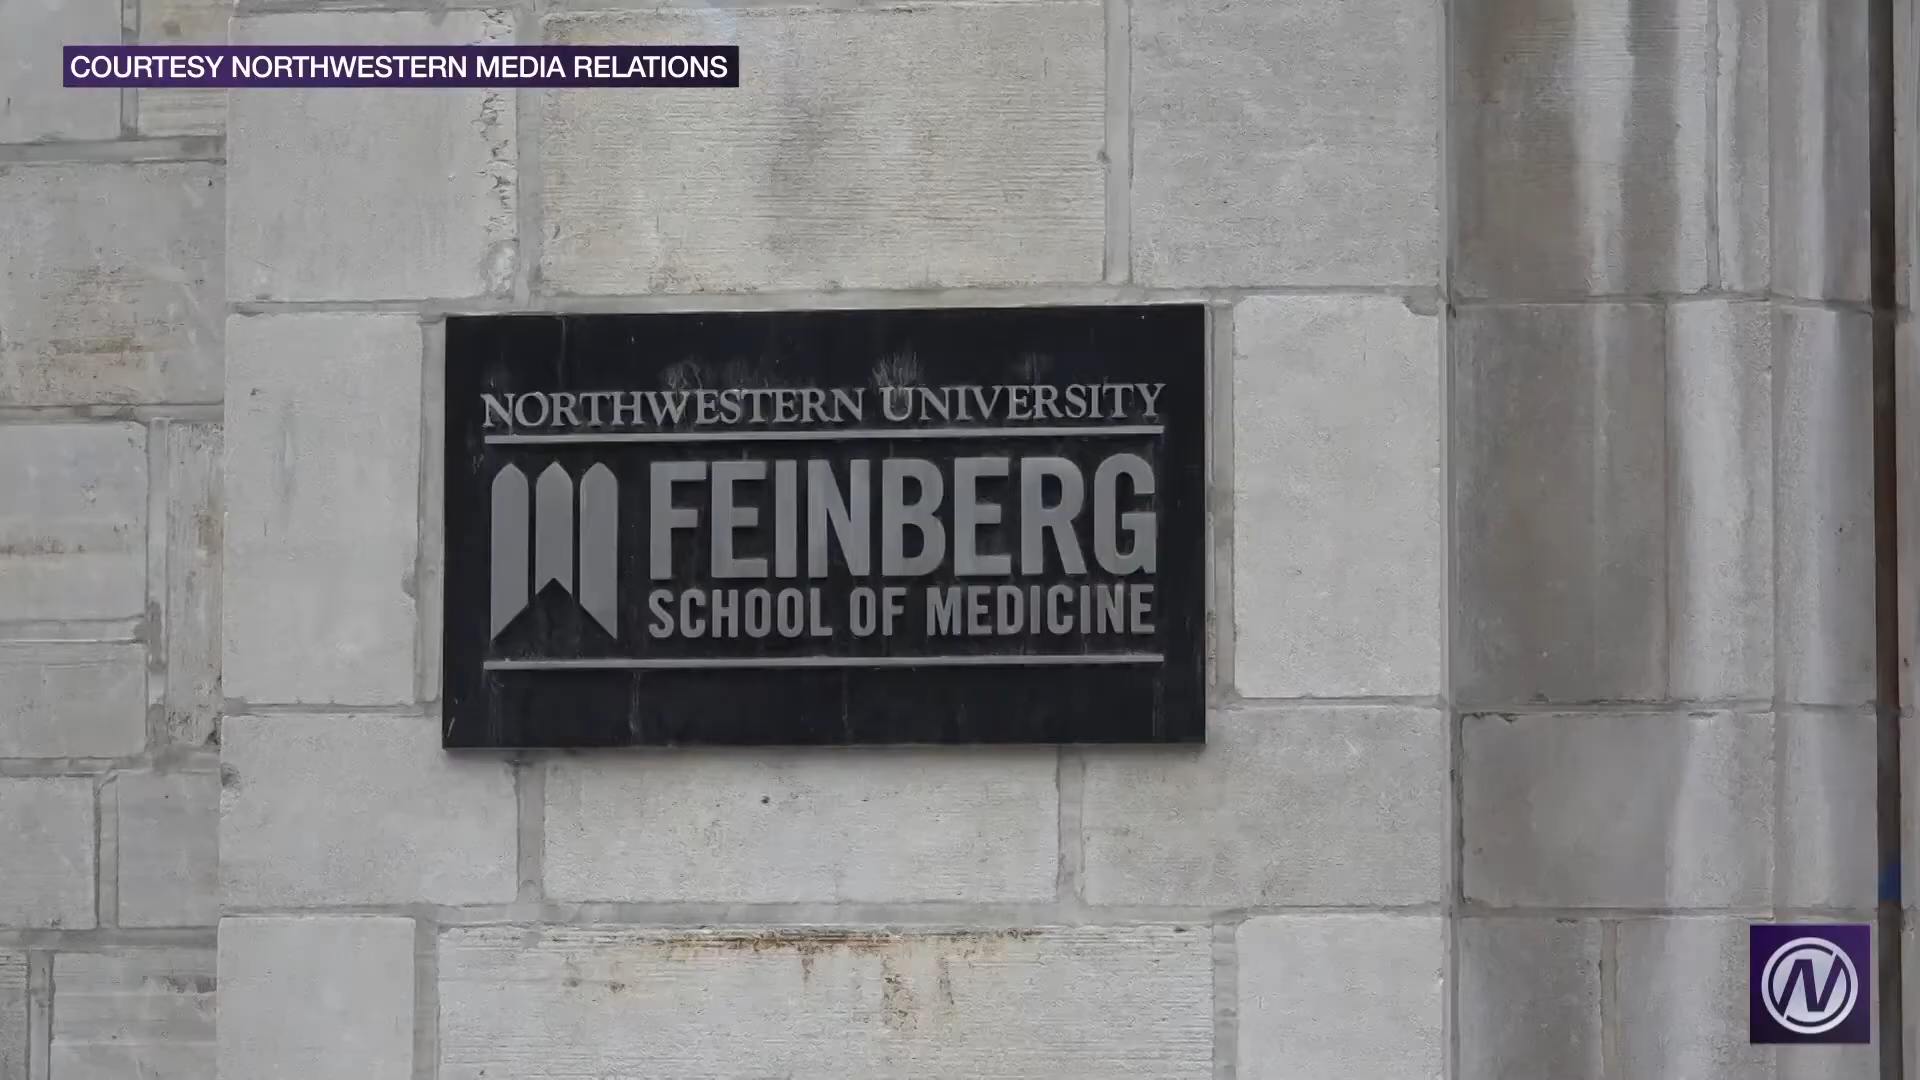 COURTESY NORTHWESTERN MEDIA RELATIONS
NORTHWESTERN UNIVERSITY
FEINBERG
SCHOOL OF MEDICINE
N